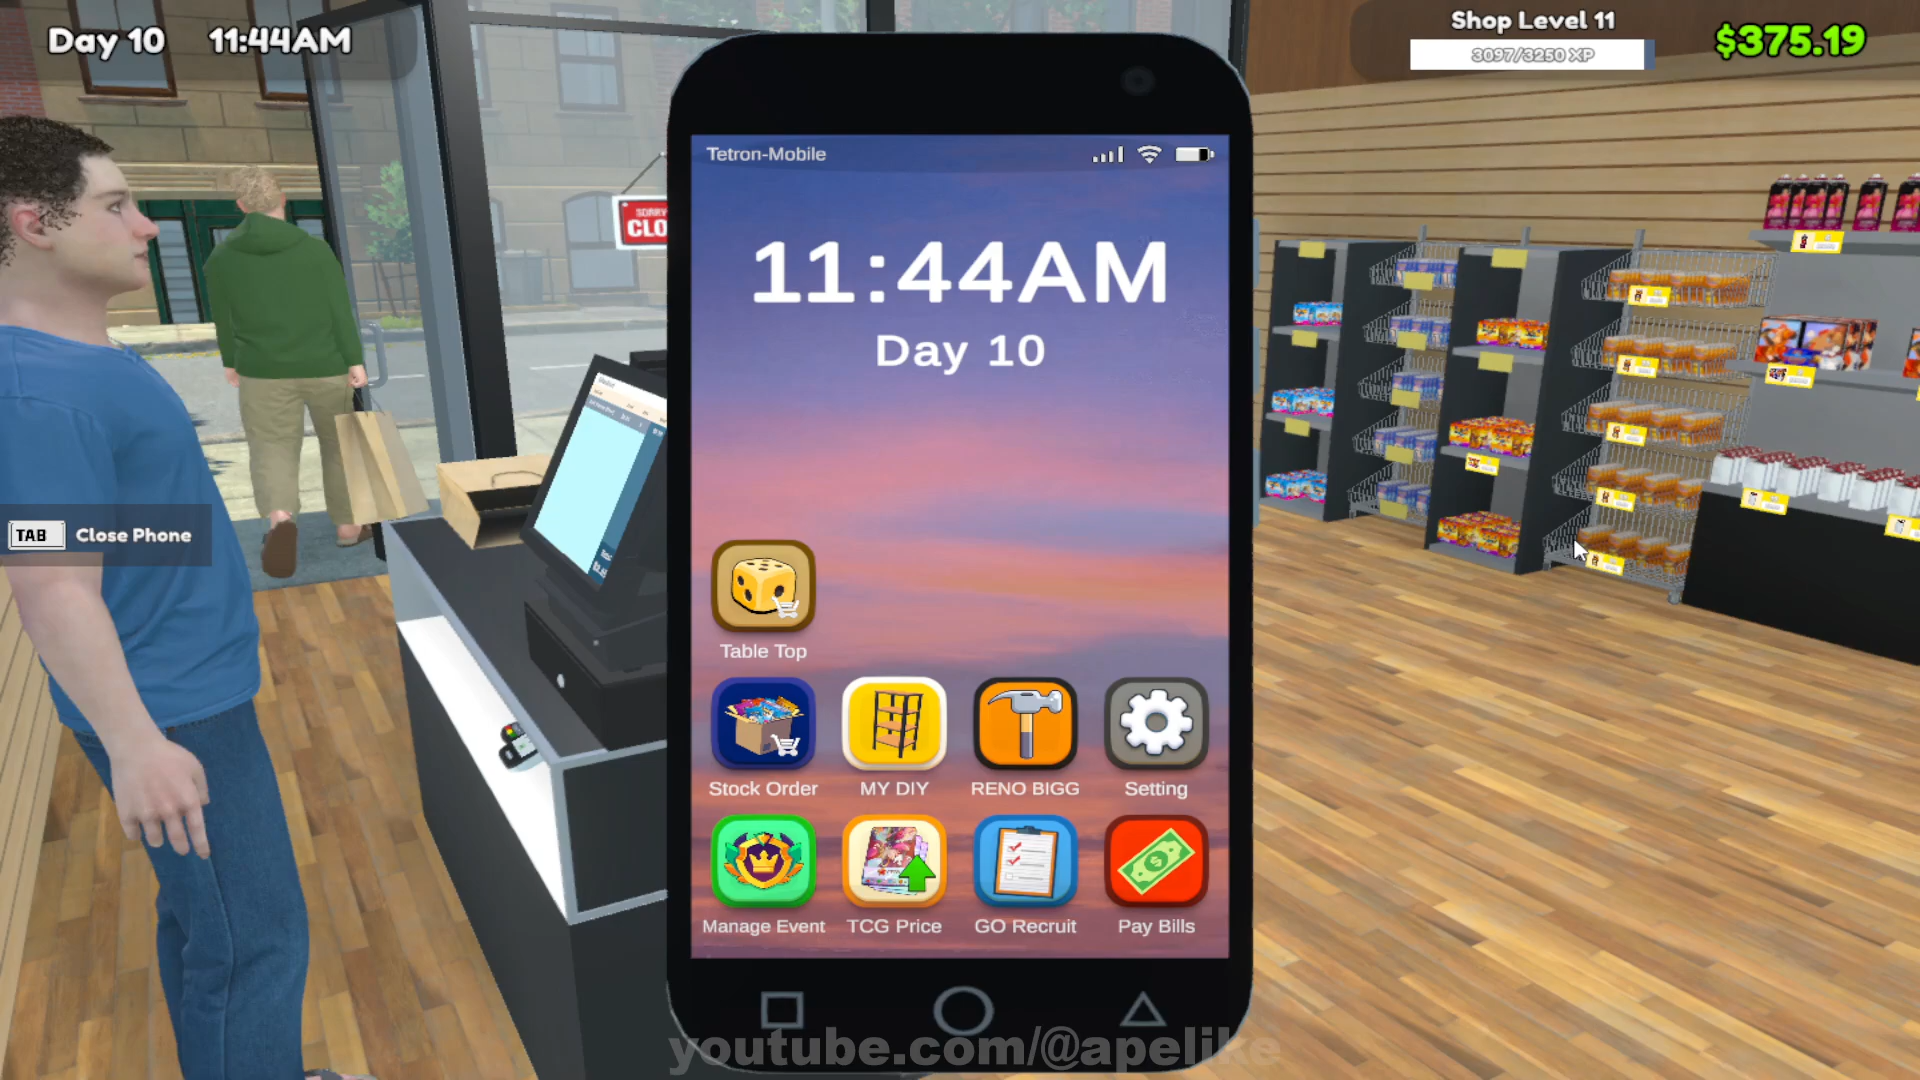 Day 10 11:44AM
Shop Level 11
3097/3250 XP
$375.19
Tetron-Mobile
11:44AM
Day 10
SORRY
CLO
TAB Close Phone
Table Top
Stock Order MY DIY RENO BIGG Setting
Manage Event TCG Price GO Recruit Pay Bills
youtube.com/@apelike